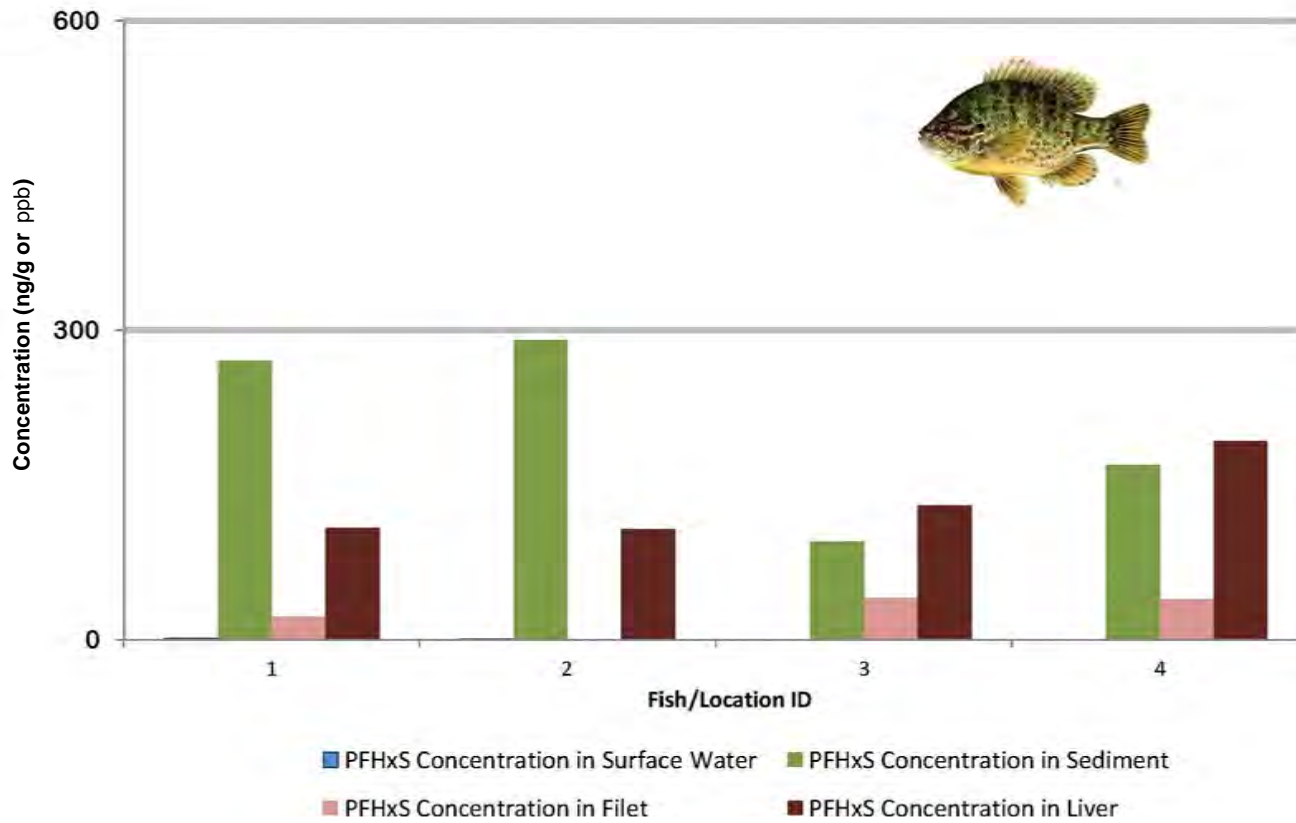 600
300
0
Concentration (ng/g or ppb)
1 2 3 4
Fish/Location ID
PFHxS Concentration in Surface Water PFHxS Concentration in Sediment
PFHxS Concentration in Filet PFHxS Concentration in Liver